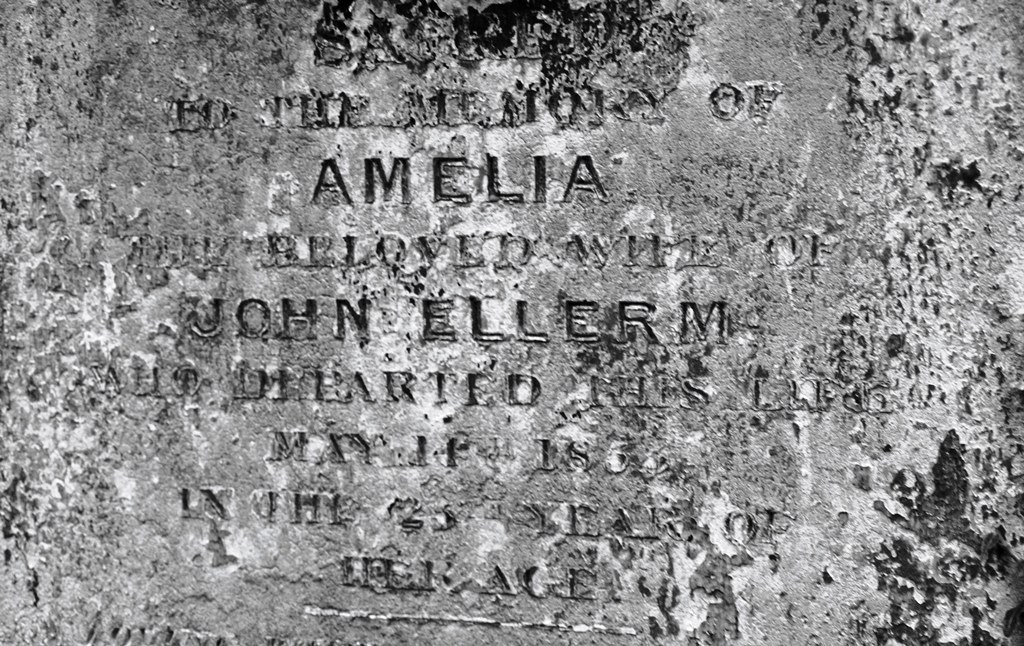 SACRED
TO THE MEMORY OF
AMELIA
THE BELOVED WIFE OF
JOHN ELLERM
WHO DEPARTED THIS LIFE
MAY
IN THE YEAR OF
HER AGE